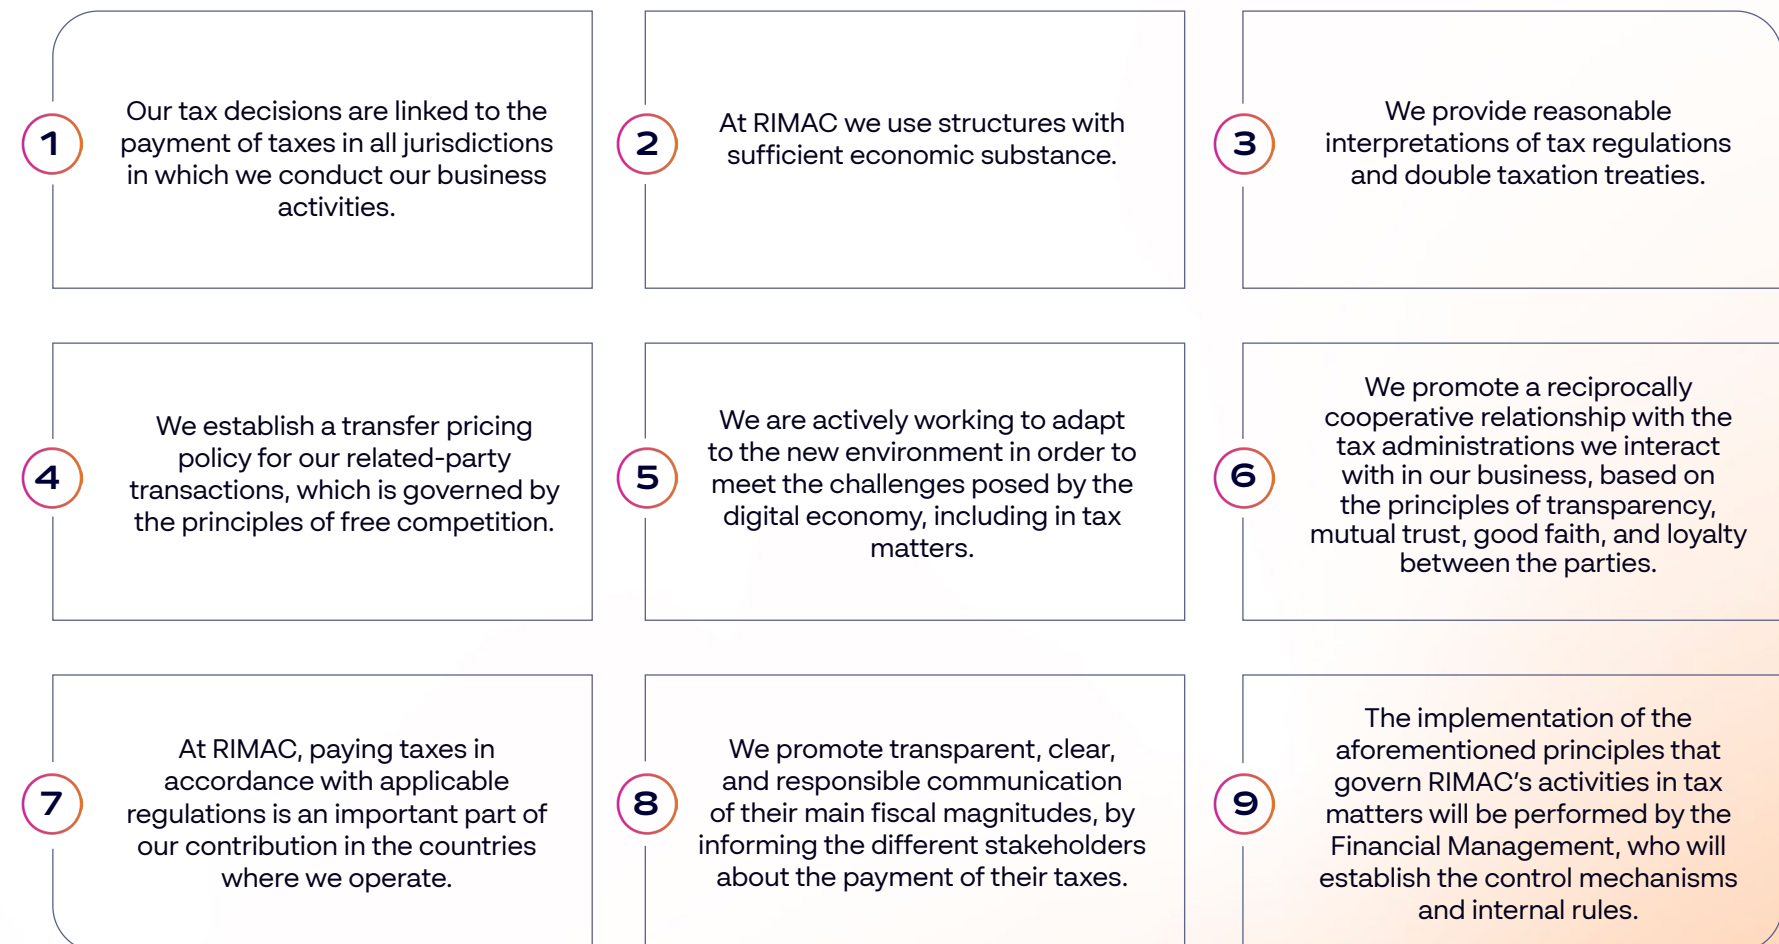 1
Our tax decisions are linked to the
payment of taxes in all jurisdictions
in which we conduct our business
activities.
2
At RIMAC we use structures with
sufficient economic substance.
3
We provide reasonable
interpretations of tax regulations
and double taxation treaties.
4
We establish a transfer pricing
policy for our related-party
transactions, which is governed by
the principles of free competition.
5
We are actively working to adapt
to the new environment in order to
meet the challenges posed by the
digital economy, including in tax
matters.
6
We promote a reciprocally
cooperative relationship with the
tax administrations we interact
with in our business, based on
the principles of transparency,
mutual trust, good faith, and loyalty
between the parties.
7
At RIMAC, paying taxes in
accordance with applicable
regulations is an important part of
our contribution in the countries
where we operate.
8
We promote transparent, clear,
and responsible communication
of their main fiscal magnitudes, by
informing the different stakeholders
about the payment of their taxes.
9
The implementation of the
aforementioned principles that
govern RIMAC’s activities in tax
matters will be performed by the
Financial Management, who will
establish the control mechanisms
and internal rules.